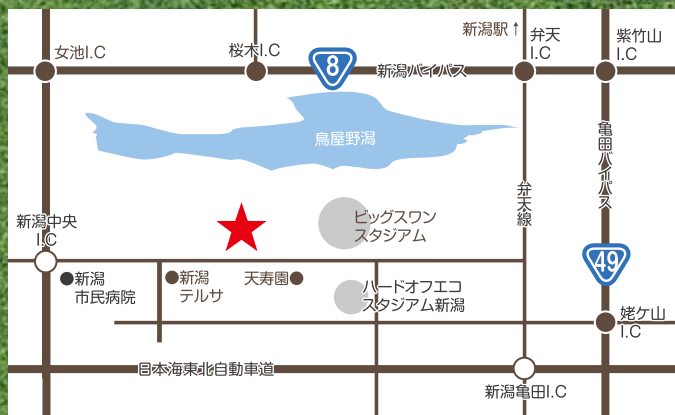 新潟駅↑
弁天
I.C
紫竹山
I.C
女池I.C
桜木I.C
8
新潟バイパス
鳥屋野潟
亀田バイパス
弁天線
新潟中央
I.C
ビッグスワン
スタジアム
49
新潟
市民病院
新潟
テルサ
天寿園
ハードオフエコ
スタジアム新潟
姥ケ山
I.C
日本海東北自動車道
新潟亀田I.C